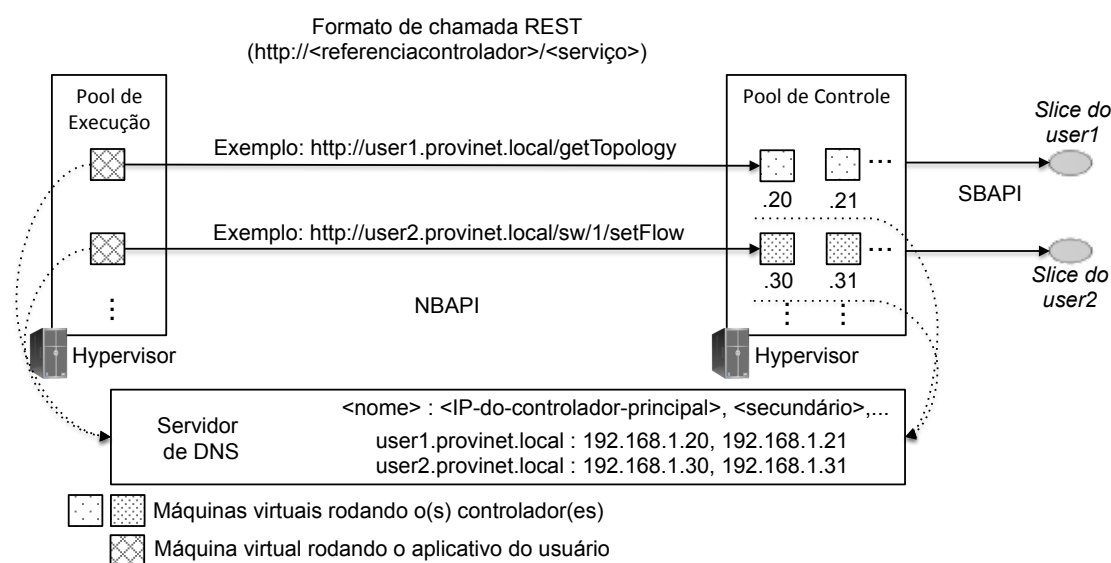 Formato de chamada REST
(http://<referenciacontrolador>/<serviço>)
Pool de
Execução
Pool de Controle
Slice do
user1
Exemplo: http://user1.provinet.local/getTopology
...
.20
.21
SBAPI
Exemplo: http://user2.provinet.local/sw/1/setFlow
...
.30
.31
Slice do
user2
NBAPI
Hypervisor
Hypervisor
Servidor
de DNS
<nome> : <IP-do-controlador-principal>, <secundário>,...
user1.provinet.local : 192.168.1.20, 192.168.1.21
user2.provinet.local : 192.168.1.30, 192.168.1.31
Máquinas virtuais rodando o(s) controlador(es)
Máquina virtual rodando o aplicativo do usuário